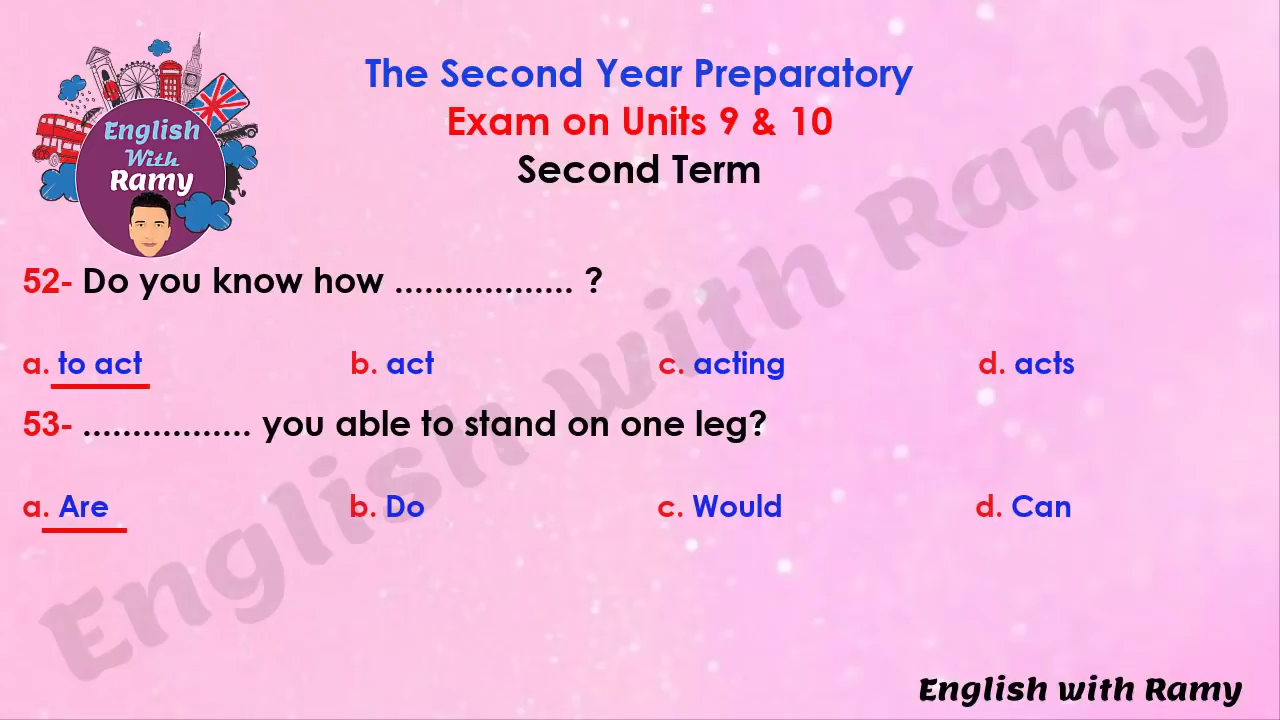 English
With
Ramy
The Second Year Preparatory
Exam on Units 9 & 10
Second Term
52- Do you know how .................. ?
a. to act b. act c. acting d. acts
53- ................. you able to stand on one leg?
a. Are b. Do c. Would d. Can
English with Ramy
English with Ramy